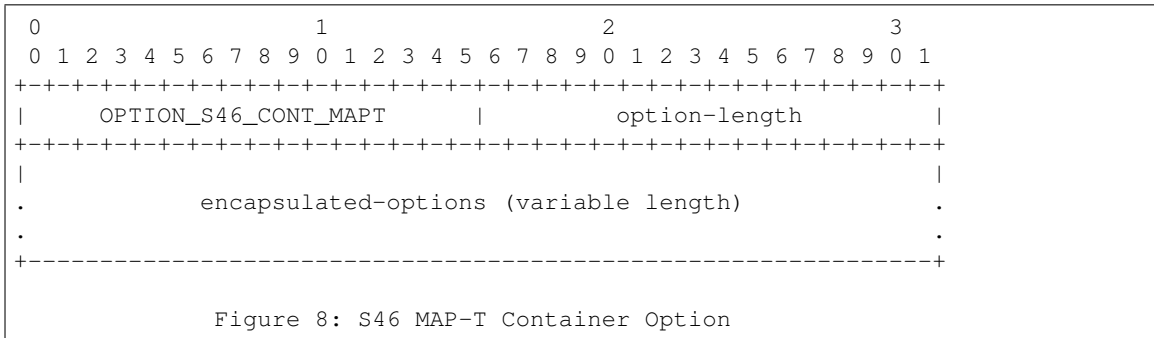 0                   1                   2                   3
 0 1 2 3 4 5 6 7 8 9 0 1 2 3 4 5 6 7 8 9 0 1 2 3 4 5 6 7 8 9 0 1
+-+-+-+-+-+-+-+-+-+-+-+-+-+-+-+-+-+-+-+-+-+-+-+-+-+-+-+-+-+-+-+-+
|     OPTION_S46_CONT_MAPT      |         option-length         |
+-+-+-+-+-+-+-+-+-+-+-+-+-+-+-+-+-+-+-+-+-+-+-+-+-+-+-+-+-+-+-+-+
|                                                               |
.            encapsulated-options (variable length)             .
.                                                               .
+---------------------------------------------------------------+
Figure 8: S46 MAP-T Container Option